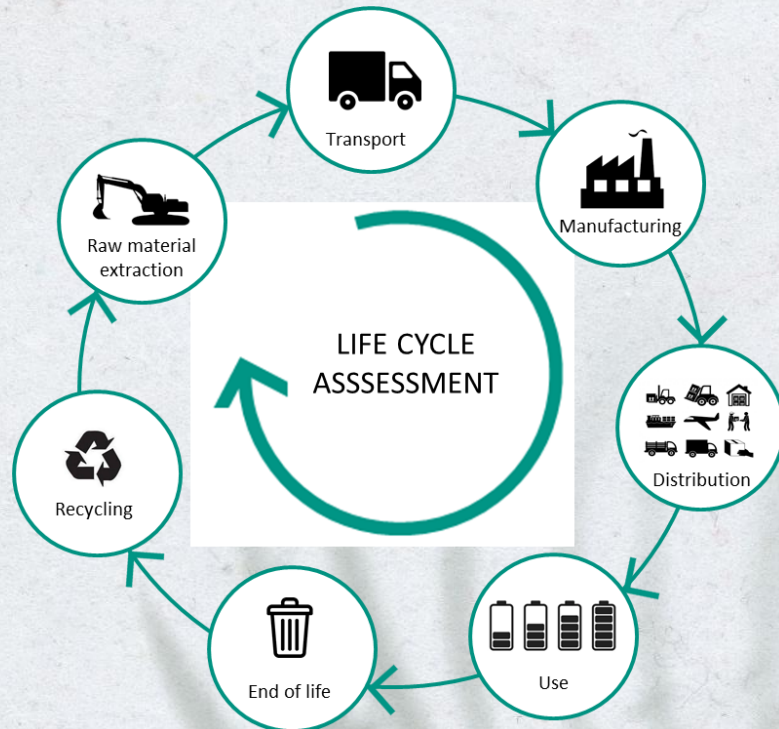 Transport
Manufacturing
Raw material
extraction
LIFE CYCLE
ASSSESSMENT
Distribution
Recycling
Use
End of life